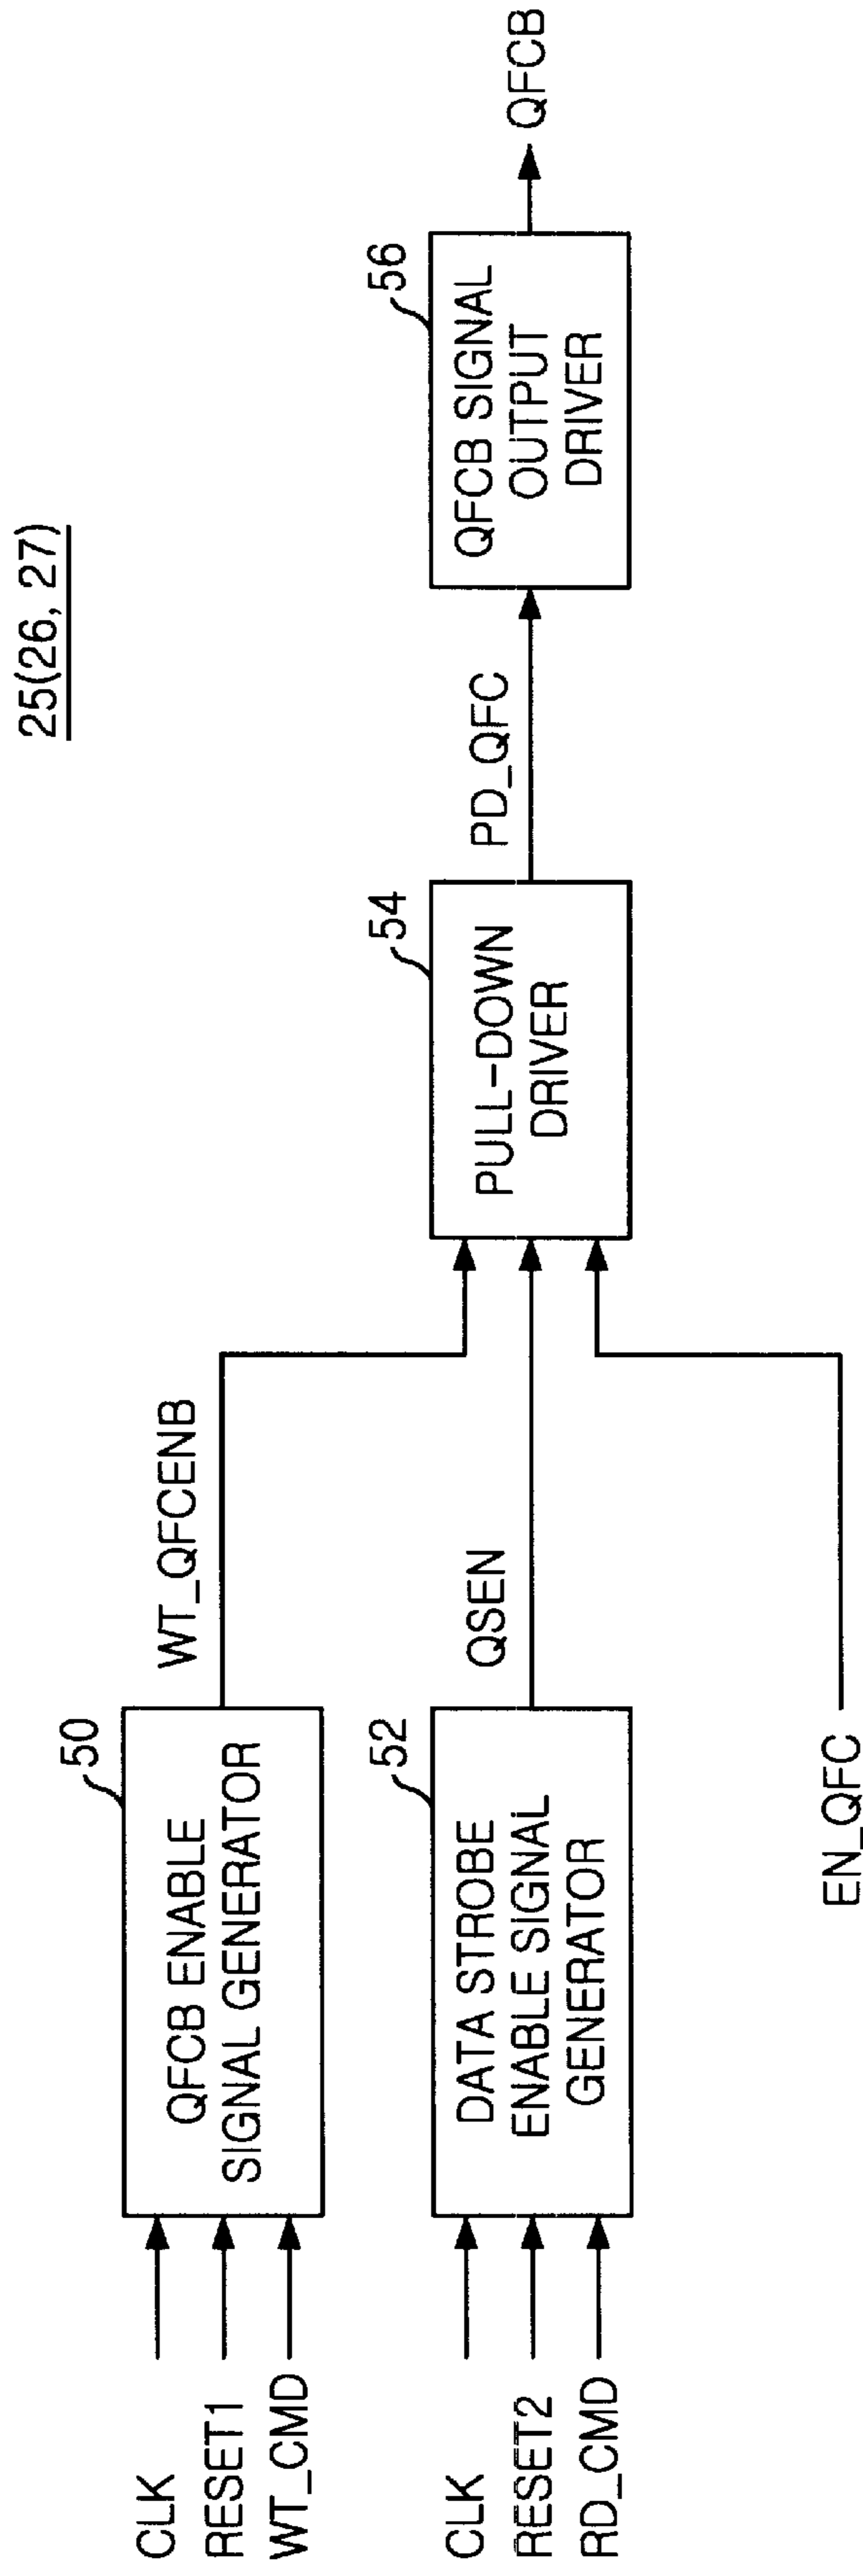 25(26, 27)
CLK
RESET1
WT_CMD
50
QFCB ENABLE
SIGNAL GENERATOR
WT_QFCENB
CLK
RESET2
RD_CMD
52
DATA STROBE
ENABLE SIGNAL
GENERATOR
QSEN
EN_QFC
54
PULL-DOWN
DRIVER
PD_QFC
56
QFCB SIGNAL
OUTPUT
DRIVER
QFCB